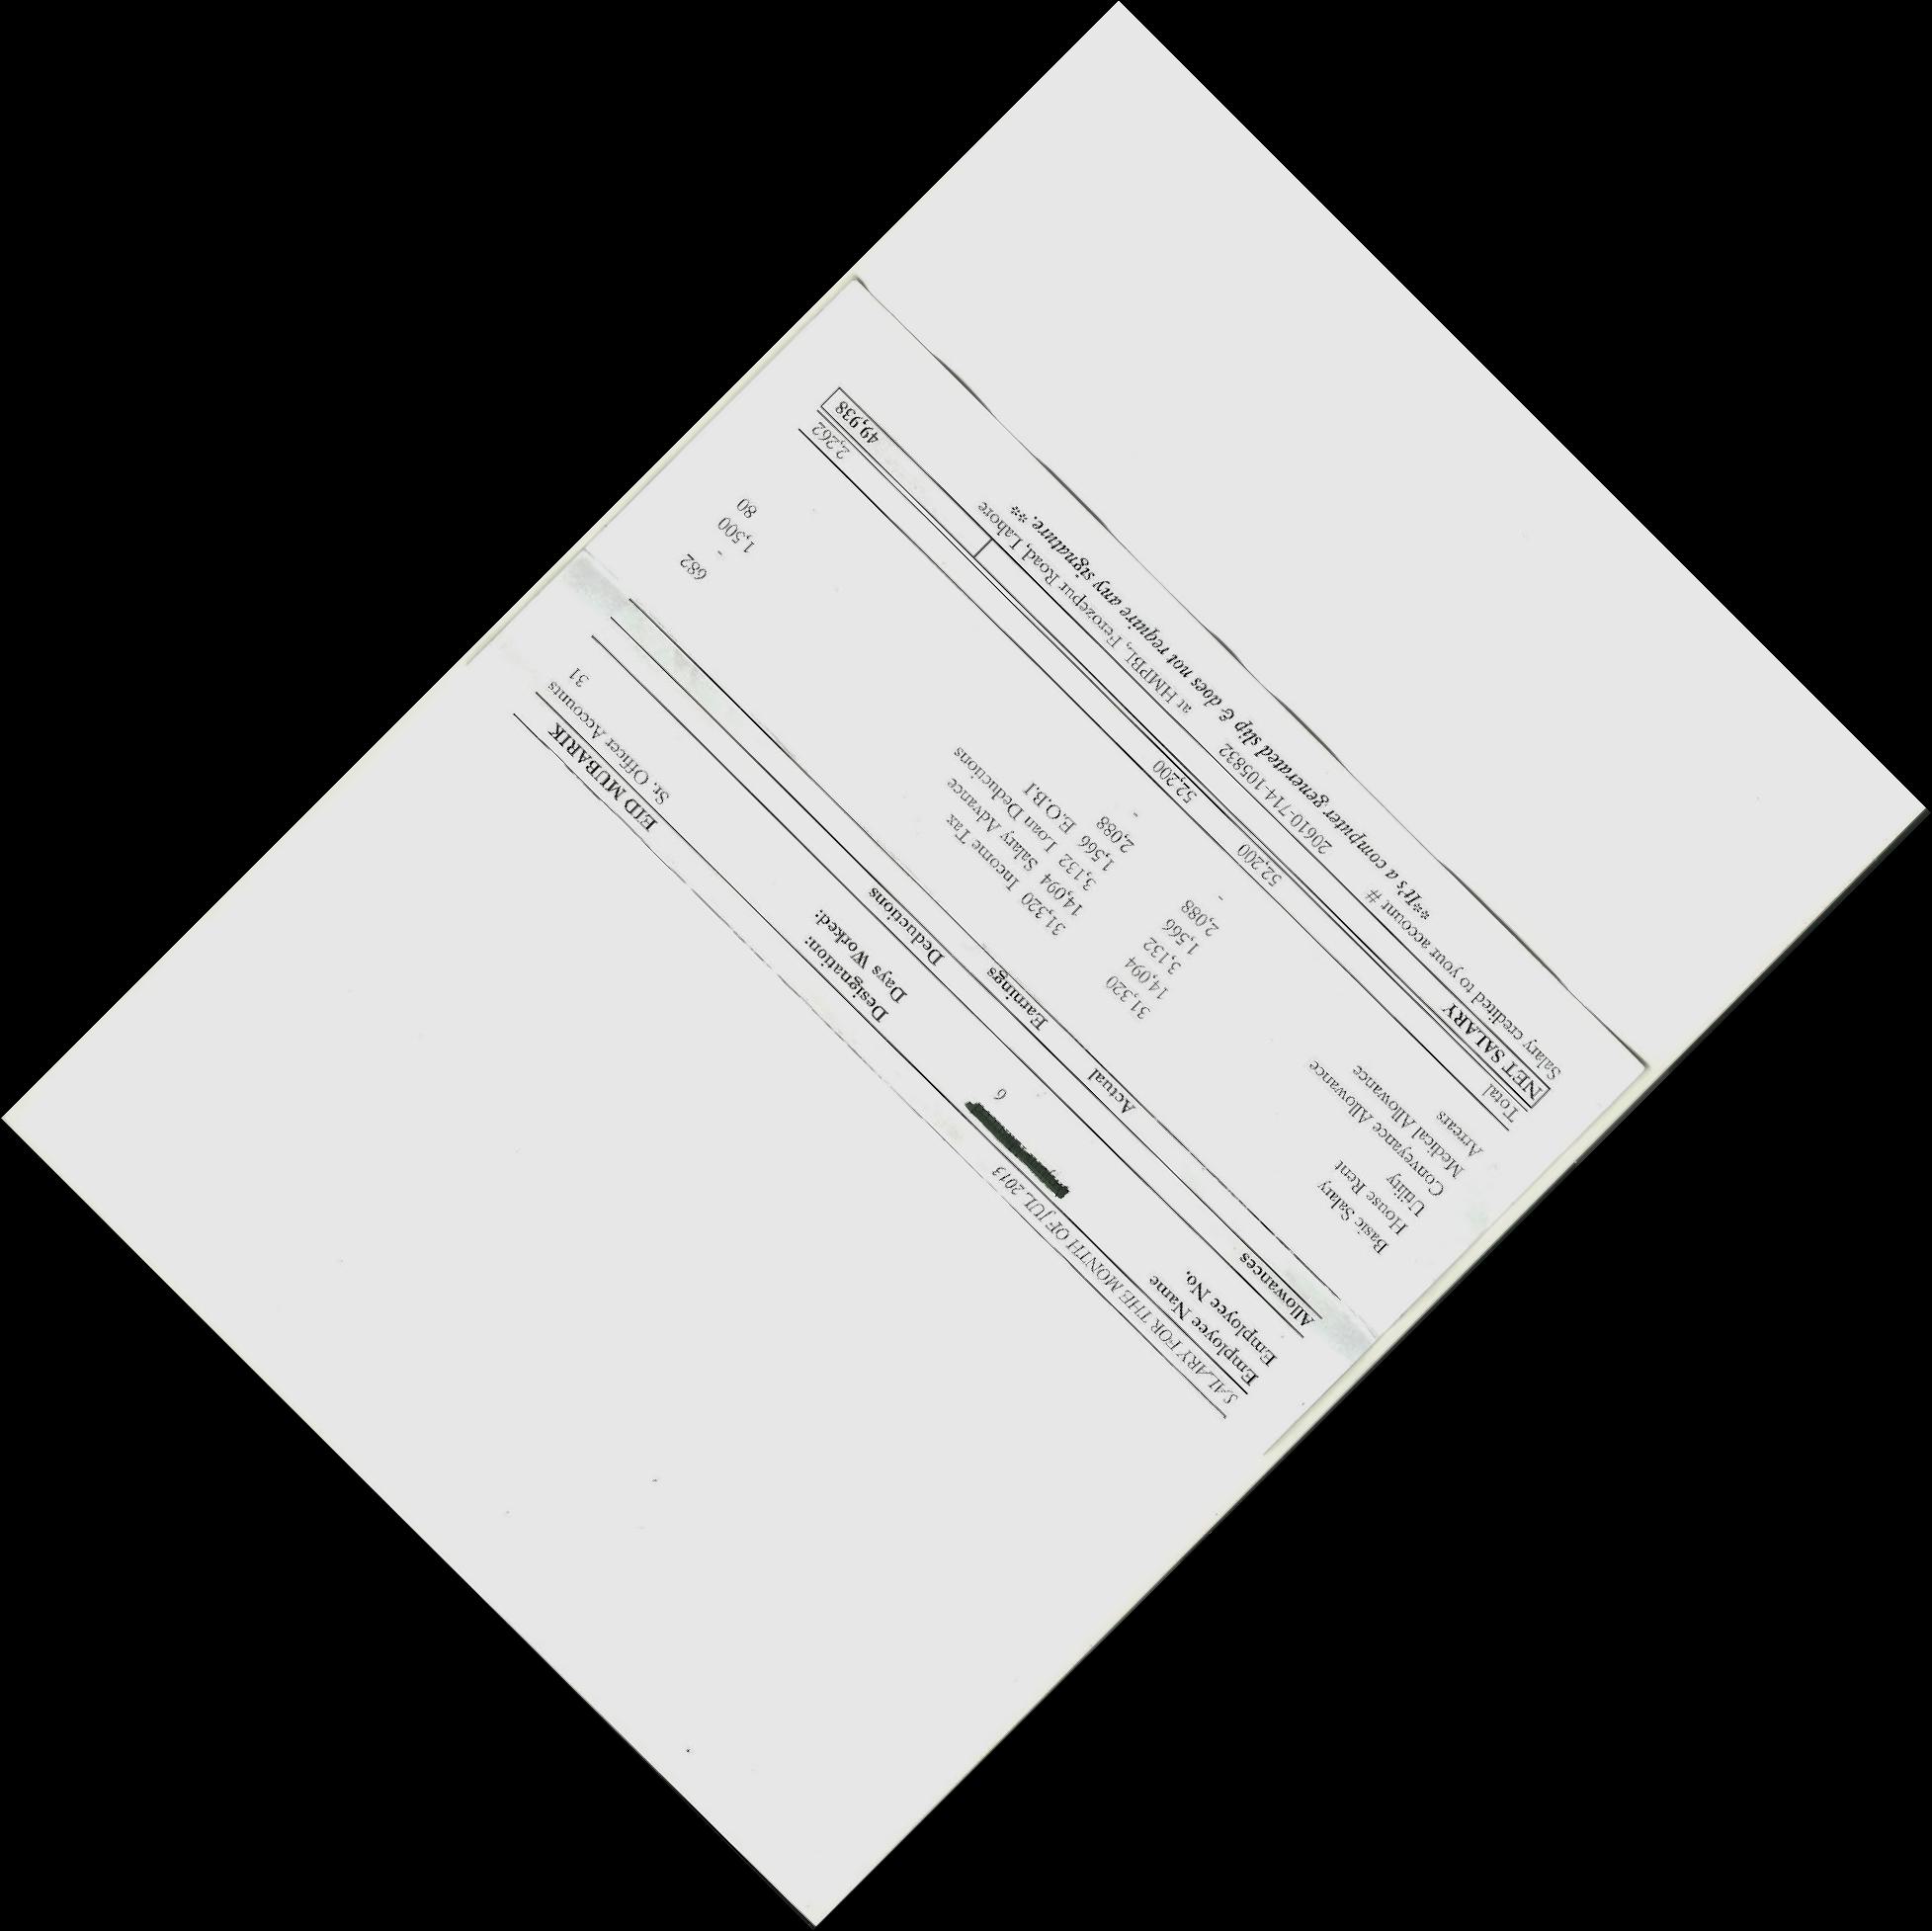 SALARY FOR THE MONTH OF JUL 2013 EID MUBARIK
Employee Name Designation: Sr. Officer Accounts
Employee No. 6 Days Worked: 31
Allowances Actual Earnings Deductions
Basic Salary 31,320 31,320 Income Tax 682
House Rent 14,094 14,094 Salary Advance -
Utility 3,132 3,132 Loan Deductions 1,500
Conveyance Allowance 1,566 1,566 E.O.B.I 80
Medical Allowance 2,088 2,088
Arrears - -
Total 52,200 52,200 2,262
NET SALARY 49,938
Salary credited to your account # 20610-714-105832 at HMPBL, Ferozepur Road, Lahore
**It's a computer generated slip & does not require any signature.**